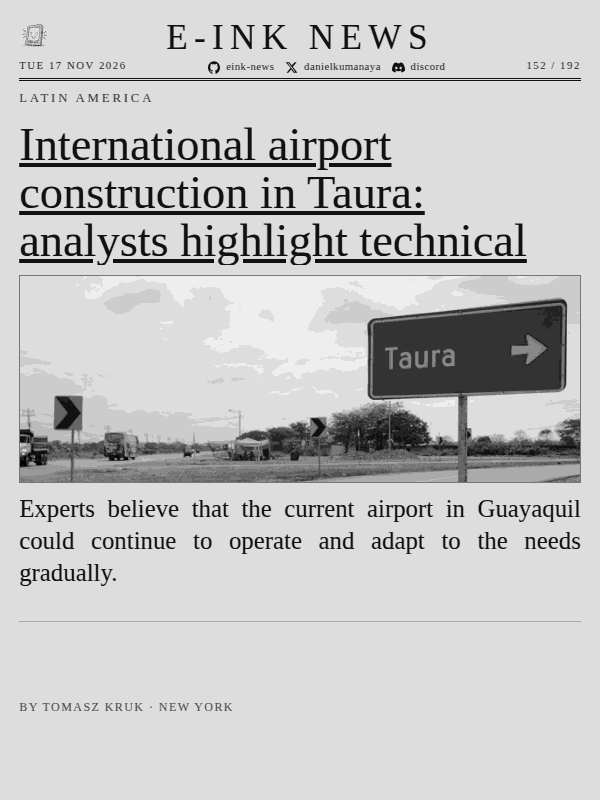 E-INK NEWS
TUE 17 NOV 2026
eink-news danielkumanaya discord
152 / 192
LATIN AMERICA
International airport
construction in Taura:
analysts highlight technical
Taura
Experts believe that the current airport in Guayaquil
could continue to operate and adapt to the needs
gradually.
BY TOMASZ KRUK · NEW YORK